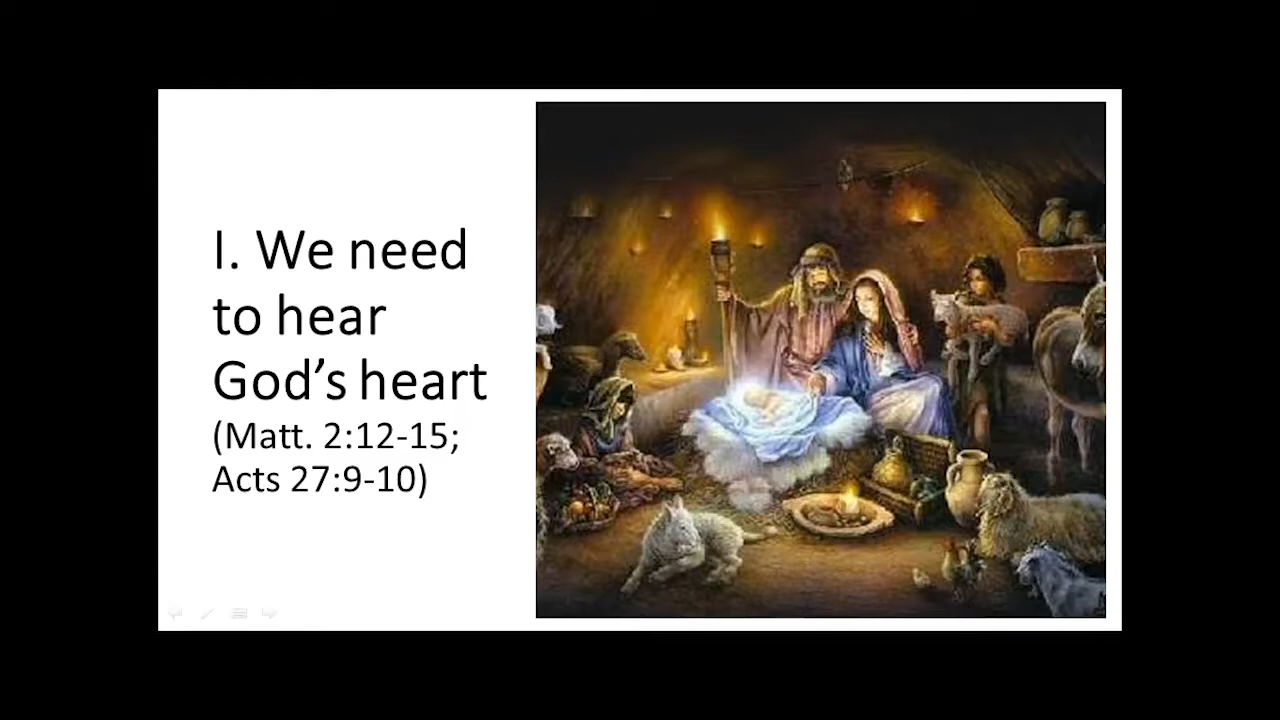 I. We need
to hear
God’s heart
(Matt. 2:12-15;
Acts 27:9-10)